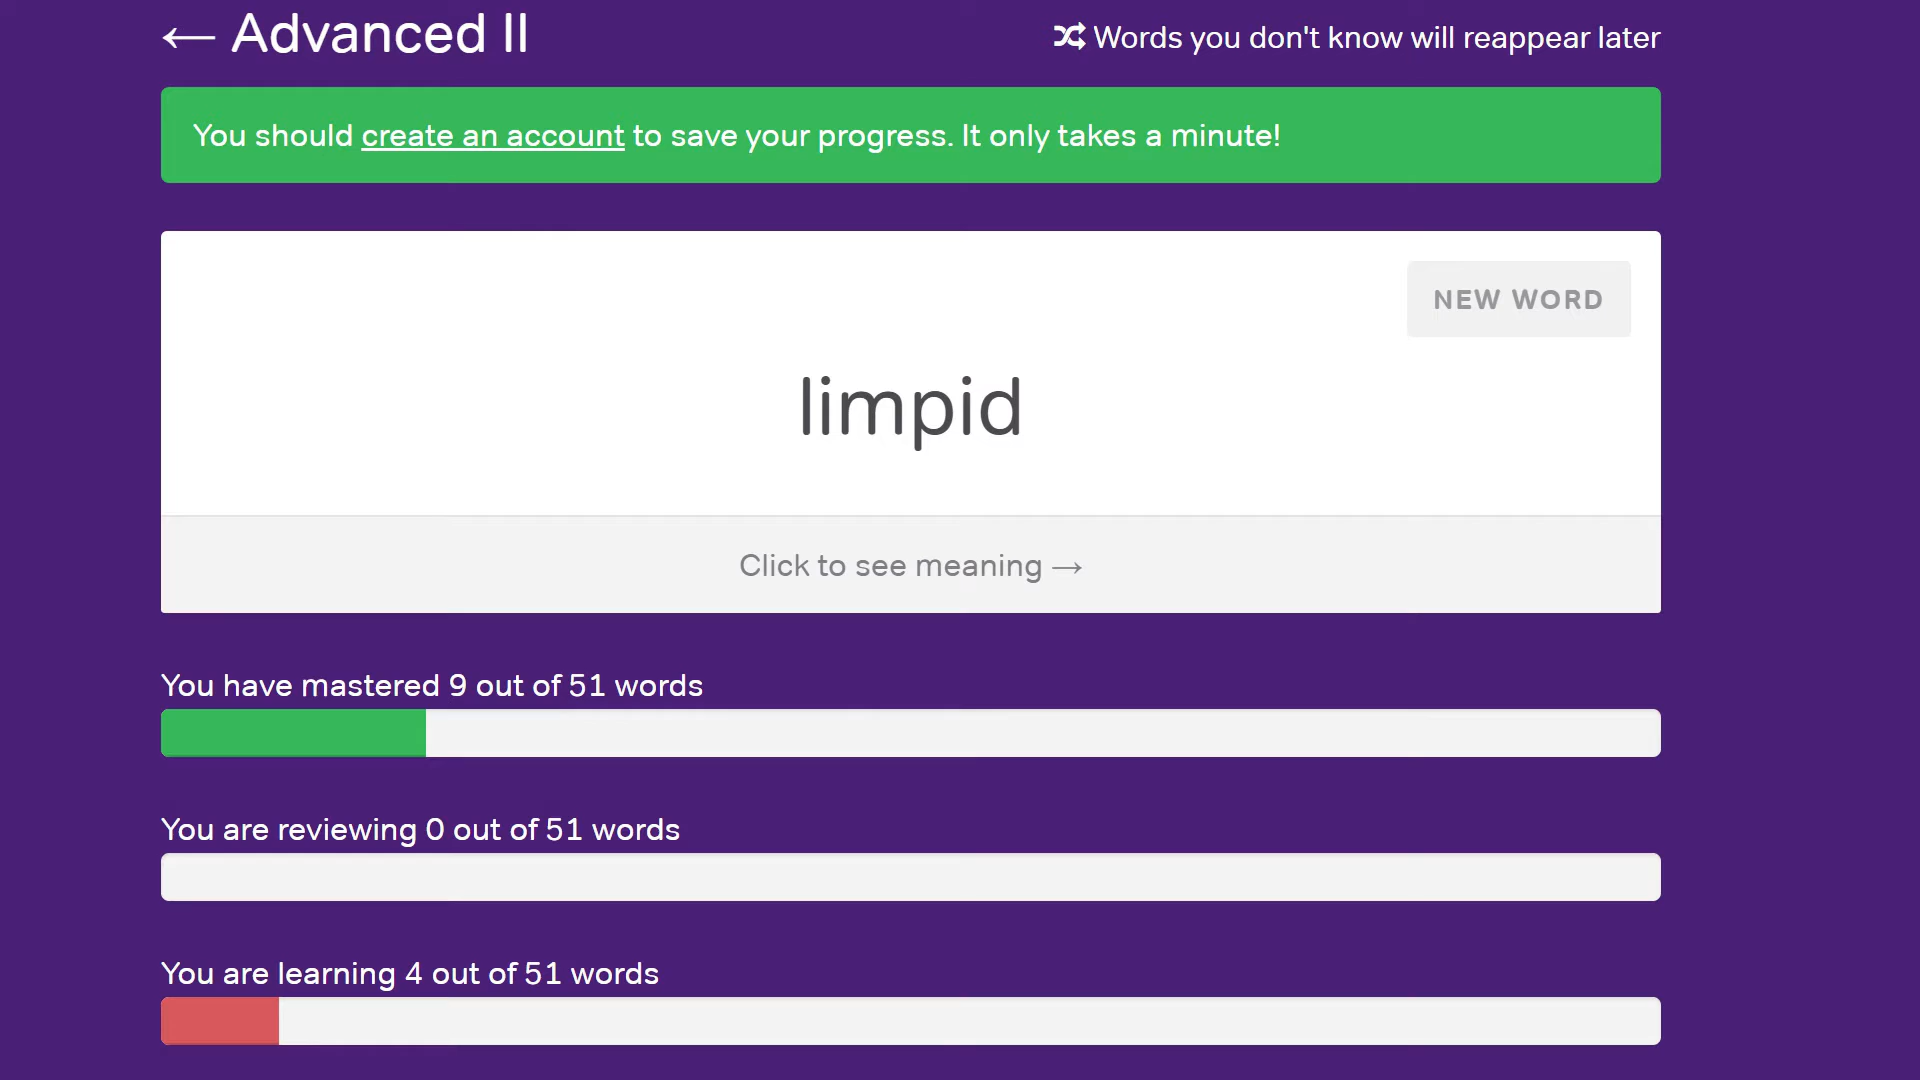 ← Advanced II
Words you don't know will reappear later
You should create an account to save your progress. It only takes a minute!
NEW WORD
limpid
Click to see meaning →
You have mastered 9 out of 51 words
You are reviewing 0 out of 51 words
You are learning 4 out of 51 words